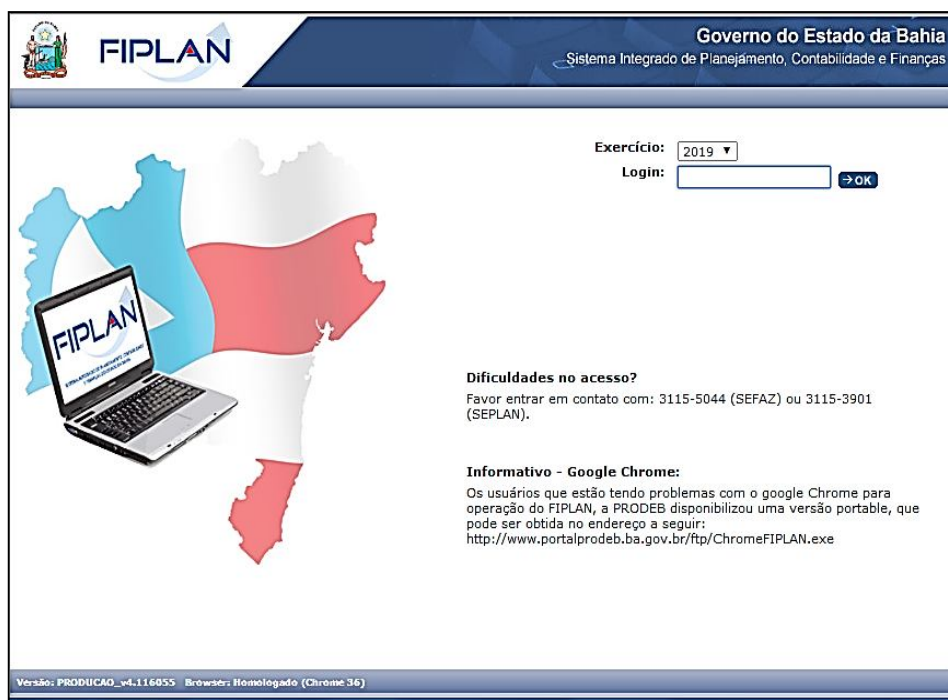 FIPLAN
Governo do Estado da Bahia
Sistema Integrado de Planejamento, Contabilidade e Finanças
Exercício: 2019
Login: OK
FIPLAN
Dificuldades no acesso?
Favor entrar em contato com: 3115-5044 (SEFAZ) ou 3115-3901
(SEPLAN).
Informativo - Google Chrome:
Os usuários que estão tendo problemas com o google Chrome para
operação do FIPLAN, a PRODEB disponibilizou uma versão portable, que
pode ser obtida no endereço a seguir:
http://www.portalprodeb.ba.gov.br/ftp/ChromeFIPLAN.exe
Versão: PRODUCAO_v4.116055 Browser: Homologado (Chrome 36)